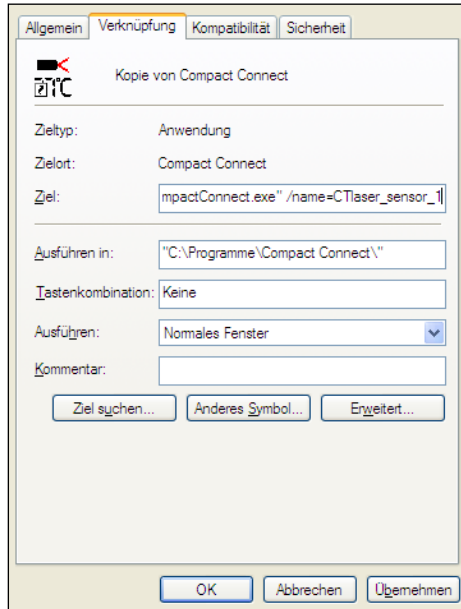 Allgemein Verknüpfung Kompatibilität Sicherheit
1°C
Kopie von Compact Connect
Zieltyp: Anwendung
Zielort: Compact Connect
Ziel: mpactConnect.exe" /name=CTlaser_sensor_1
Ausführen in: "C:\Programme\Compact Connect\"
Tastenkombination: Keine
Ausführen: Normales Fenster
Kommentar:
Ziel suchen... Anderes Symbol... Erweitert...
OK Abbrechen Übernehmen